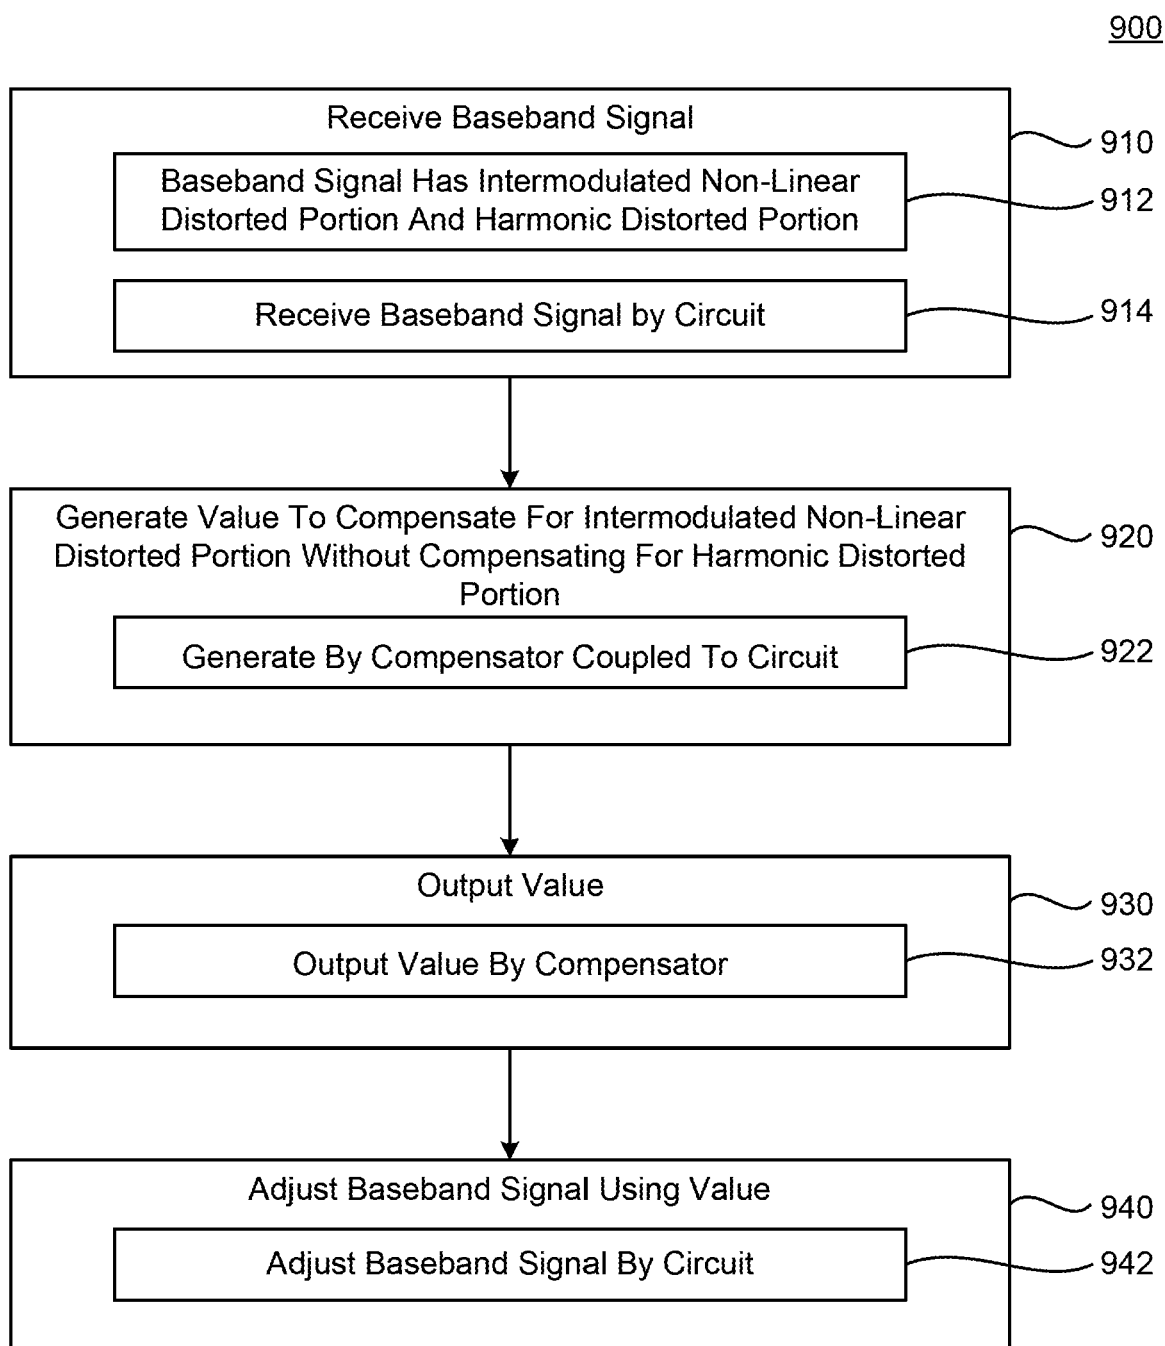 900
Receive Baseband Signal
910
Baseband Signal Has Intermodulated Non-Linear
Distorted Portion And Harmonic Distorted Portion
912
Receive Baseband Signal by Circuit
914
Generate Value To Compensate For Intermodulated Non-Linear
Distorted Portion Without Compensating For Harmonic Distorted
Portion
920
Generate By Compensator Coupled To Circuit
922
Output Value
930
Output Value By Compensator
932
Adjust Baseband Signal Using Value
940
Adjust Baseband Signal By Circuit
942